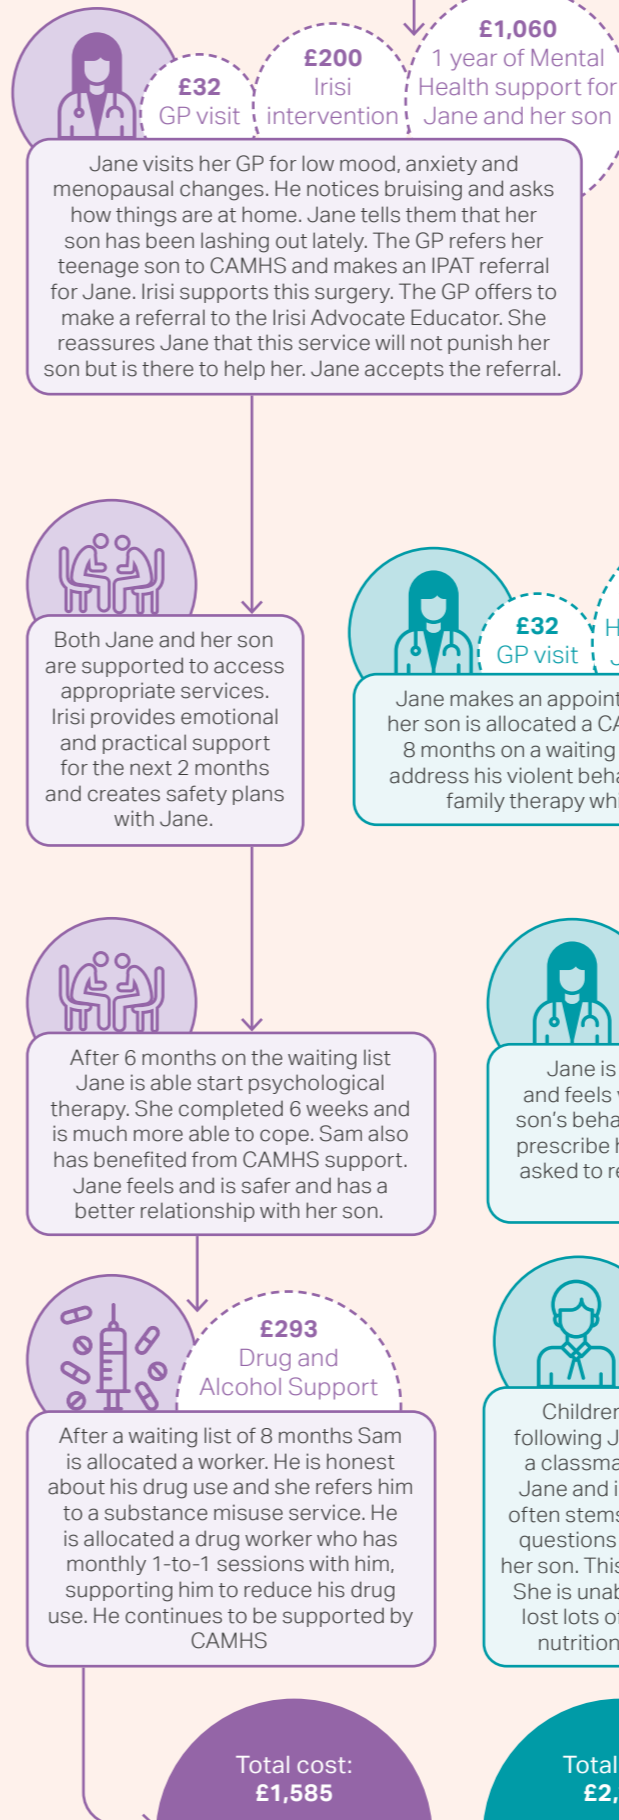 £32
GP visit
£200
Irisi
intervention
£1,060
1 year of Mental
Health support for
Jane and her son
Jane visits her GP for low mood, anxiety and
menopausal changes. He notices bruising and asks
how things are at home. Jane tells them that her
son has been lashing out lately. The GP refers her
teenage son to CAMHS and makes an IPAT referral
for Jane. Irisi supports this surgery. The GP offers to
make a referral to the Irisi Advocate Educator. She
reassures Jane that this service will not punish her
son but is there to help her. Jane accepts the referral.
Both Jane and her son
are supported to access
appropriate services.
Irisi provides emotional
and practical support
for the next 2 months
and creates safety plans
with Jane.
£32
GP visit
Jane makes an
her son is allocated a
8 months on a waiting
address his violent
family therapy
After 6 months on the waiting list
Jane is able start psychological
therapy. She completed 6 weeks and
is much more able to cope. Sam also
has benefited from CAMHS support.
Jane feels and is safer and has a
better relationship with her son.
Jane is
and feels
son's
prescribe
asked to
£293
Drug and
Alcohol Support
After a waiting list of 8 months Sam
is allocated a worker. He is honest
about his drug use and she refers him
to a substance misuse service. He
is allocated a drug worker who has
monthly 1-to-1 sessions with him,
supporting him to reduce his drug
use. He continues to be supported by
CAMHS
following
a
Jane and
often stems
questions
her son. This
She is
lost lots
nutrition
Total cost:
£1,585
Total